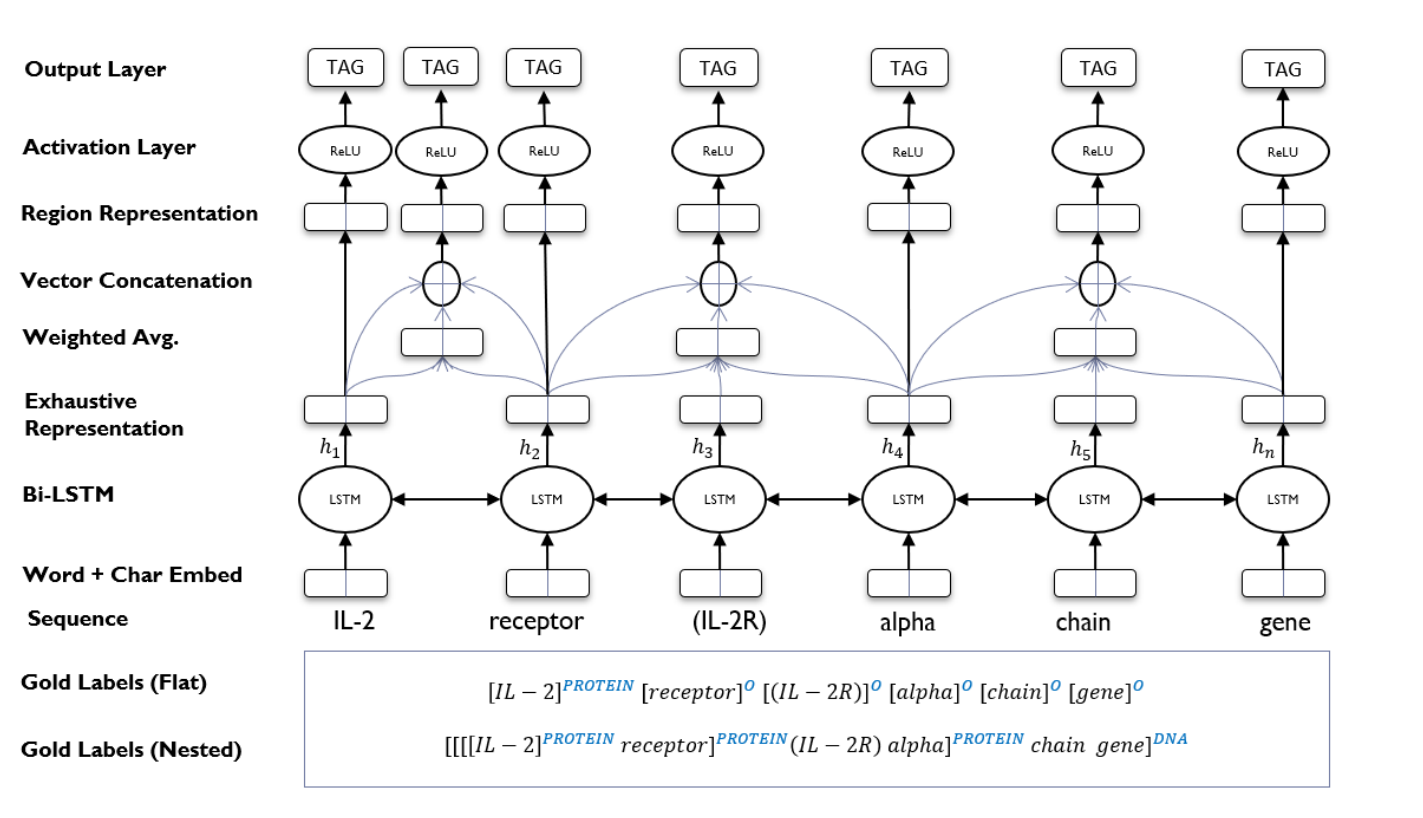 Output Layer TAG TAG TAG TAG TAG TAG TAG
Activation Layer ReLU ReLU ReLU ReLU ReLU ReLU ReLU
Region Representation
Vector Concatenation
Weighted Avg.
Exhaustive
Representation
h₁ h₂ h₃ h₄ h₅ hₙ
Bi-LSTM LSTM LSTM LSTM LSTM LSTM LSTM
Word + Char Embed
Sequence IL-2 receptor (IL-2R) alpha chain gene
Gold Labels (Flat) [IL − 2]^PROTEIN [receptor]^O [(IL − 2R)]^O [alpha]^O [chain]^O [gene]^O
Gold Labels (Nested) [[[[IL − 2]^PROTEIN receptor]^PROTEIN(IL − 2R) alpha]^PROTEIN chain gene]^DNA